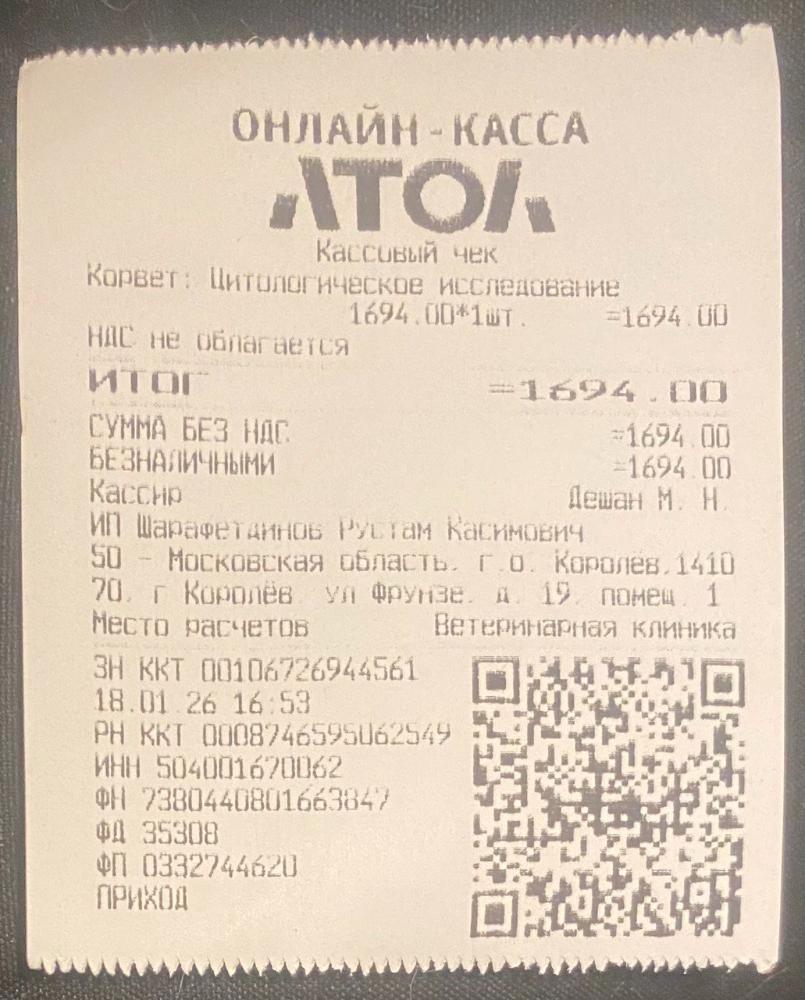 ОНЛАЙН-КАССА
АТОЛ
Кассовый чек
Корвет: Цитологическое исследование
1694.00*1шт. =1694.00
НДС не облагается
ИТОГ =1694.00
СУММА БЕЗ НДС =1694.00
БЕЗНАЛИЧНЫМИ =1694.00
Кассир Дешан М. Н.
ИП Шарафетдинов Рустам Касимович
50 - Московская область, г.о. Королёв,1410
70, г Королёв, ул Фрунзе, д. 19, помещ. 1
Место расчетов Ветеринарная клиника
ЗН ККТ 00106726944561
18.01.26 16:53
РН ККТ 0008746595062549
ИНН 504001670062
ФН 7380440801663847
ФД 35308
ФП 0332744620
ПРИХОД